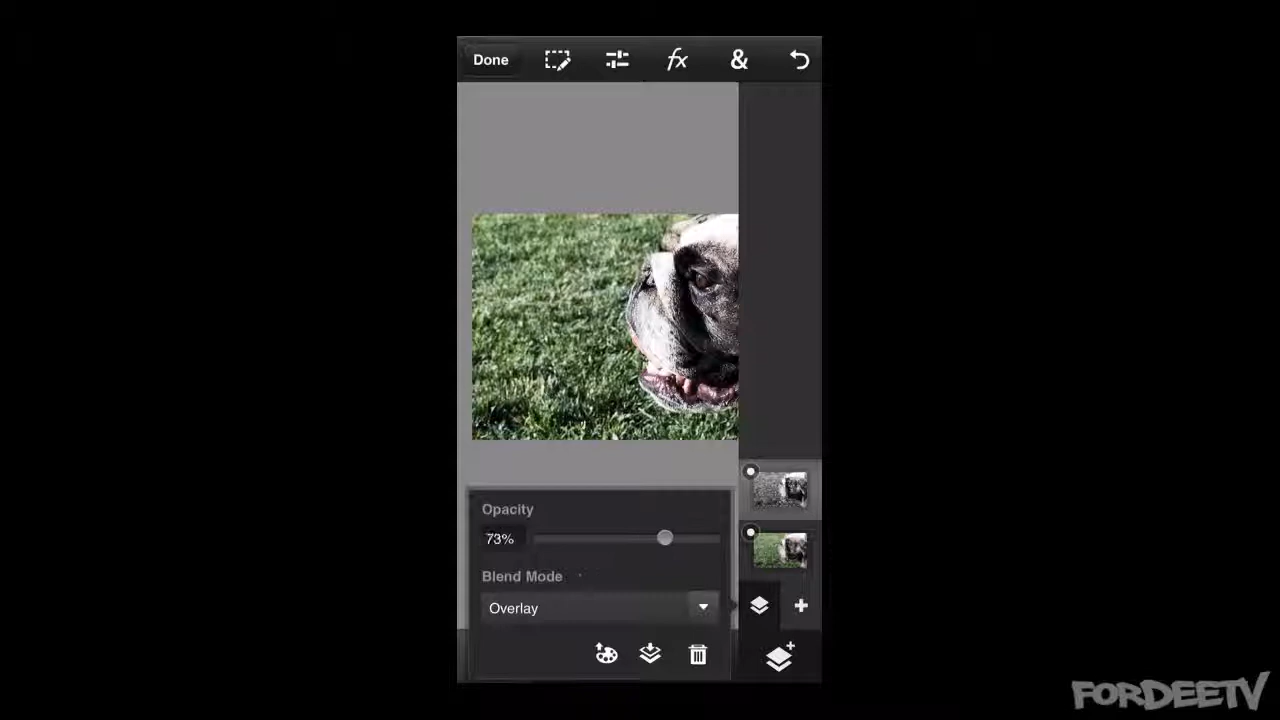 Done
fx
&
Opacity
73%
Blend Mode
Overlay
FORDEETV